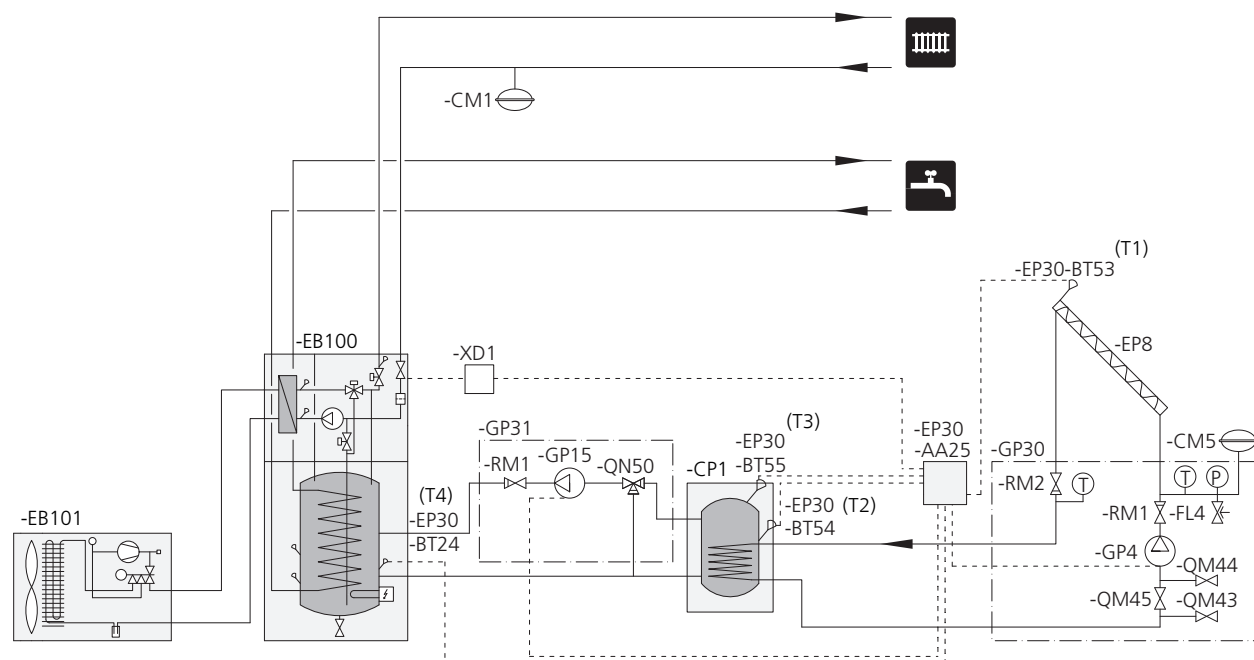 -CM1
(T1)
-EP30-BT53
-EB100
-XD1
-EP8
-GP31
-RM1
-GP15
-QN50
(T3)
-EP30
-BT55
-CP1
-EP30
-AA25
-GP30
-CM5
-RM2
T
T
P
(T4)
-EP30
-BT24
-EP30 (T2)
-BT54
-RM1
-FL4
-EB101
-GP4
-QM44
-QM45
-QM43